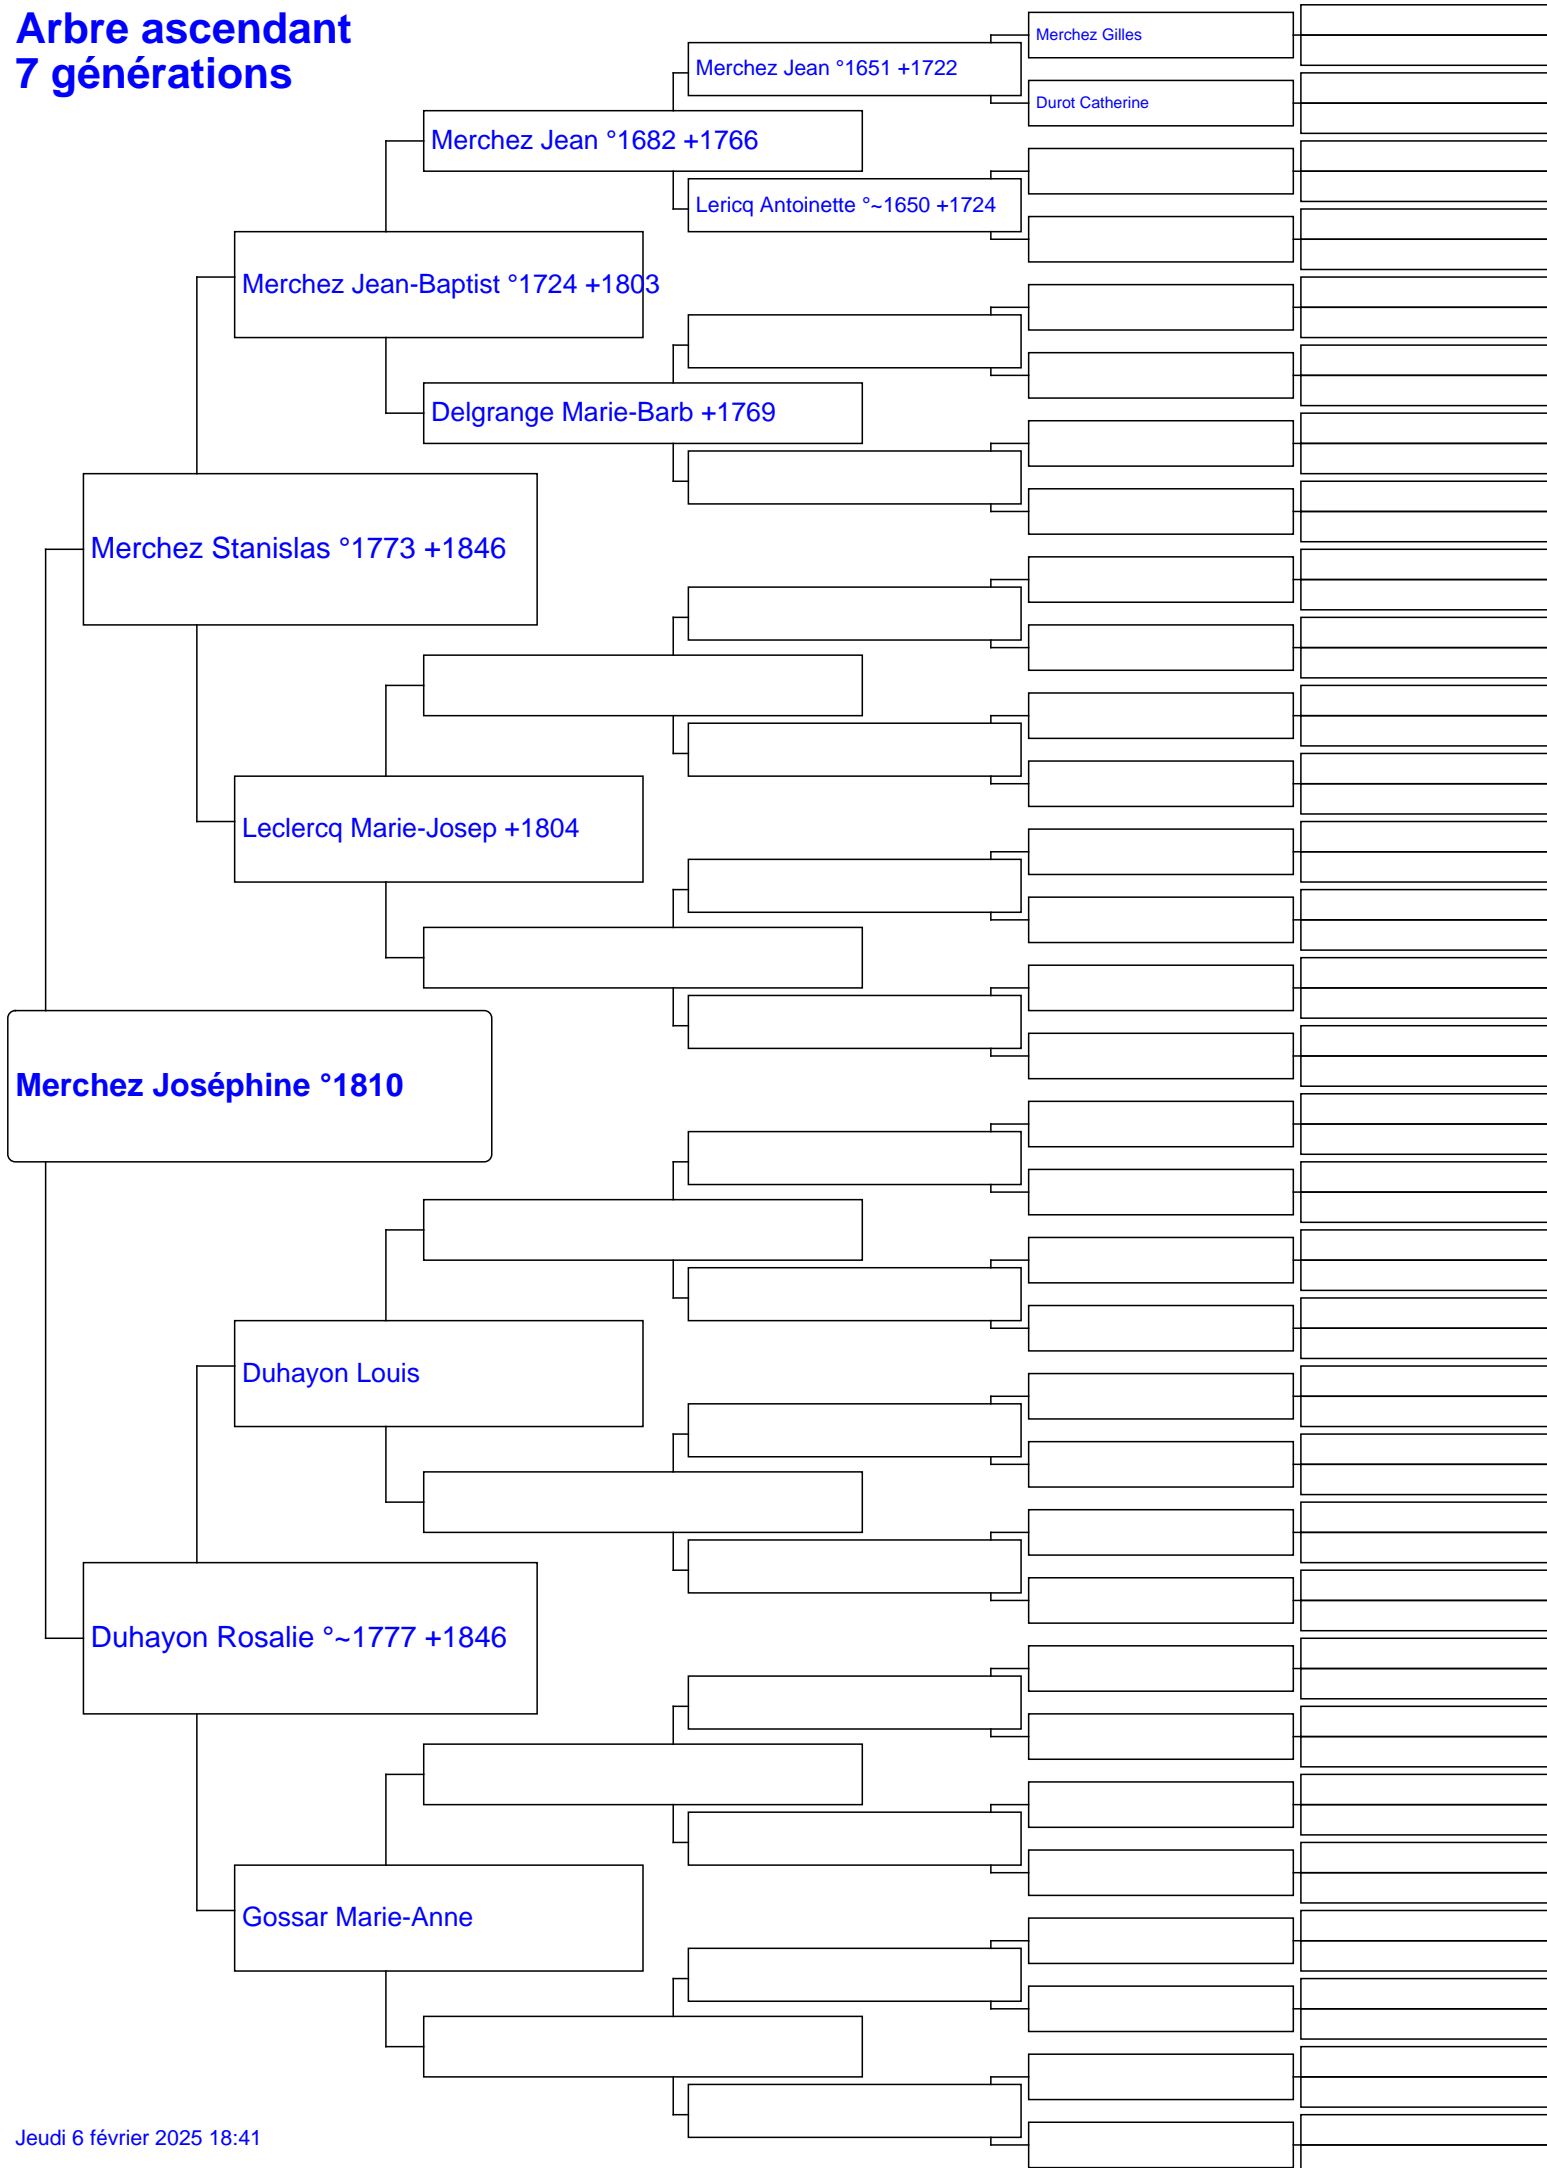 Arbre ascendant
7 générations
Merchez Gilles
Merchez Jean °1651 +1722
Durot Catherine
Merchez Jean °1682 +1766
Lericq Antoinette °~1650 +1724
Merchez Jean-Baptist °1724 +1803
Delgrange Marie-Barb +1769
Merchez Stanislas °1773 +1846
Leclercq Marie-Josep +1804
Merchez Joséphine °1810
Duhayon Louis
Duhayon Rosalie °~1777 +1846
Gossar Marie-Anne
Jeudi 6 février 2025 18:41